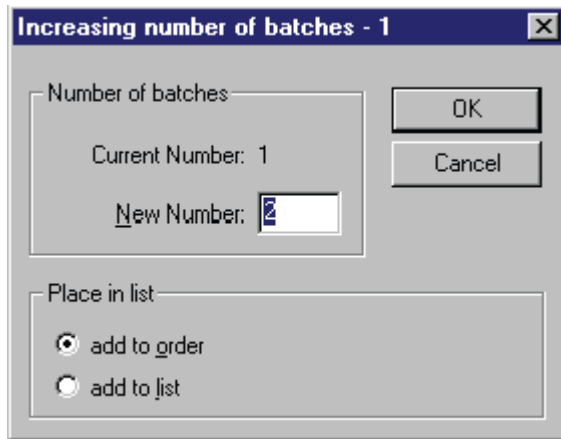 Increasing number of batches - 1
Number of batches
OK
Current Number: 1
Cancel
New Number: 2
Place in list
add to order
add to list